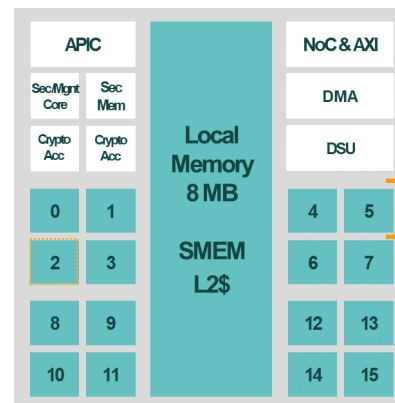 APIC
Sec/Mgnt
Core
Sec
Mem
Crypto
Acc
Crypto
Acc
0 1
2 3
8 9
10 11
Local
Memory
8 MB
SMEM
L2$
NoC & AXI
DMA
DSU
4 5
6 7
12 13
14 15